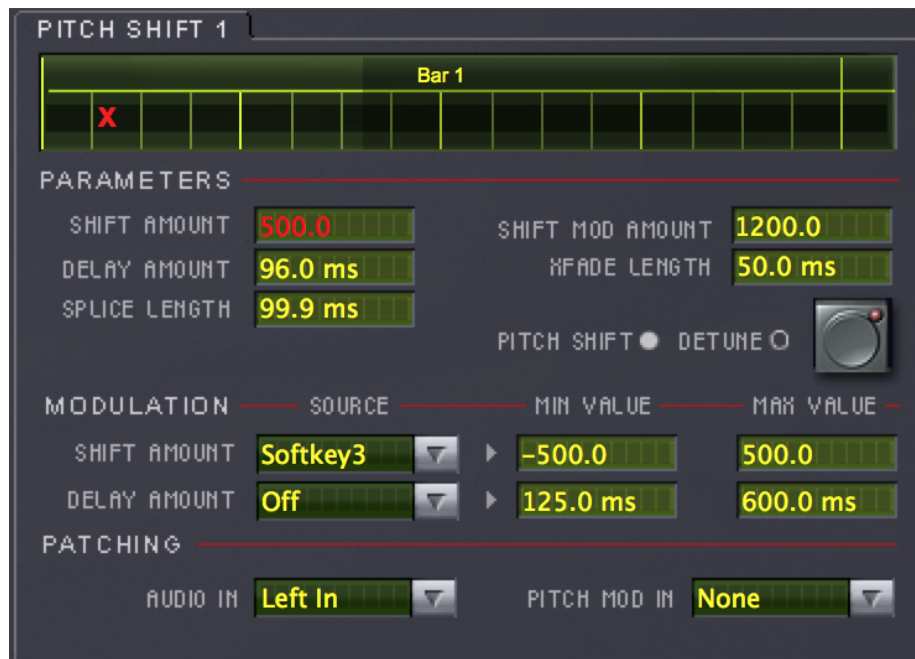 PITCH SHIFT 1
Bar 1
X
PARAMETERS
SHIFT AMOUNT 500.0 SHIFT MOD AMOUNT 1200.0
DELAY AMOUNT 96.0 ms XFADE LENGTH 50.0 ms
SPLICE LENGTH 99.9 ms
PITCH SHIFT DETUNE
MODULATION SOURCE MIN VALUE MAX VALUE
SHIFT AMOUNT Softkey3 -500.0 500.0
DELAY AMOUNT Off 125.0 ms 600.0 ms
PATCHING
AUDIO IN Left In PITCH MOD IN None